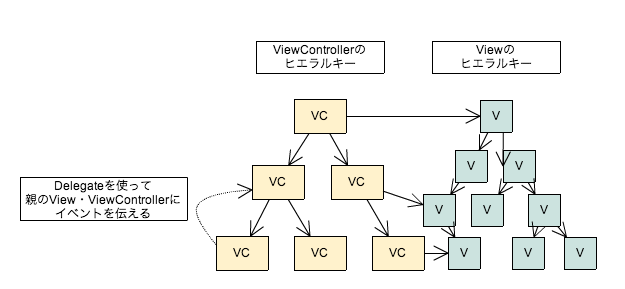 ViewControllerの
ヒエラルキー
Viewの
ヒエラルキー
VC
V
V
V
Delegateを使って
親のView・ViewControllerに
イベントを伝える
VC
VC
V
V
V
VC
VC
VC
V
V
V